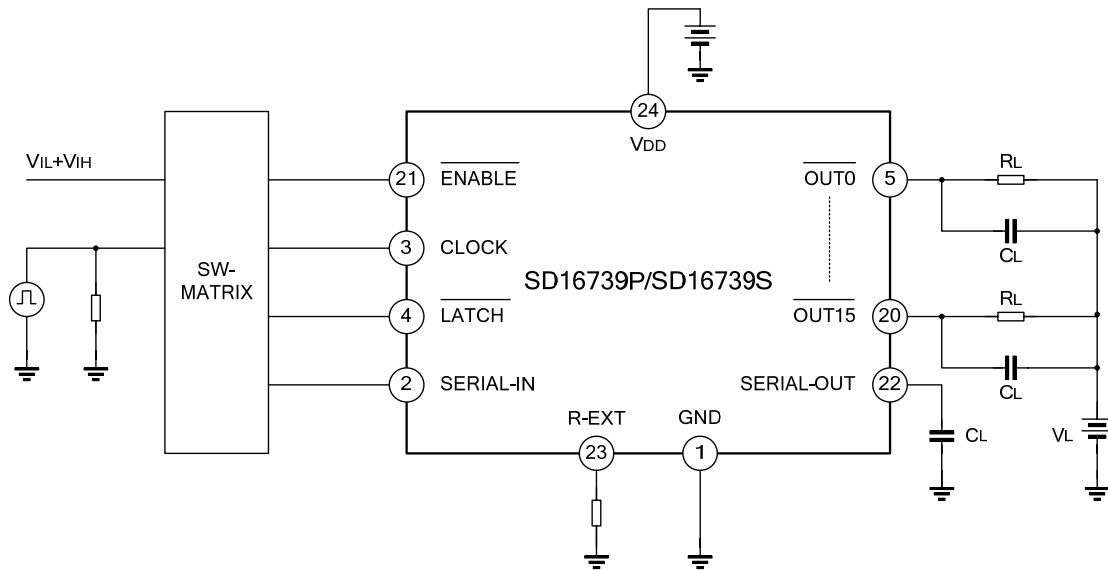 24
VDD
VIL+VIH
21
ENABLE
OUT0
5
RL
CL
3
CLOCK
SW-
MATRIX
SD16739P/SD16739S
4
LATCH
OUT15
20
RL
CL
2
SERIAL-IN
SERIAL-OUT
22
R-EXT
GND
23
1
CL
VL